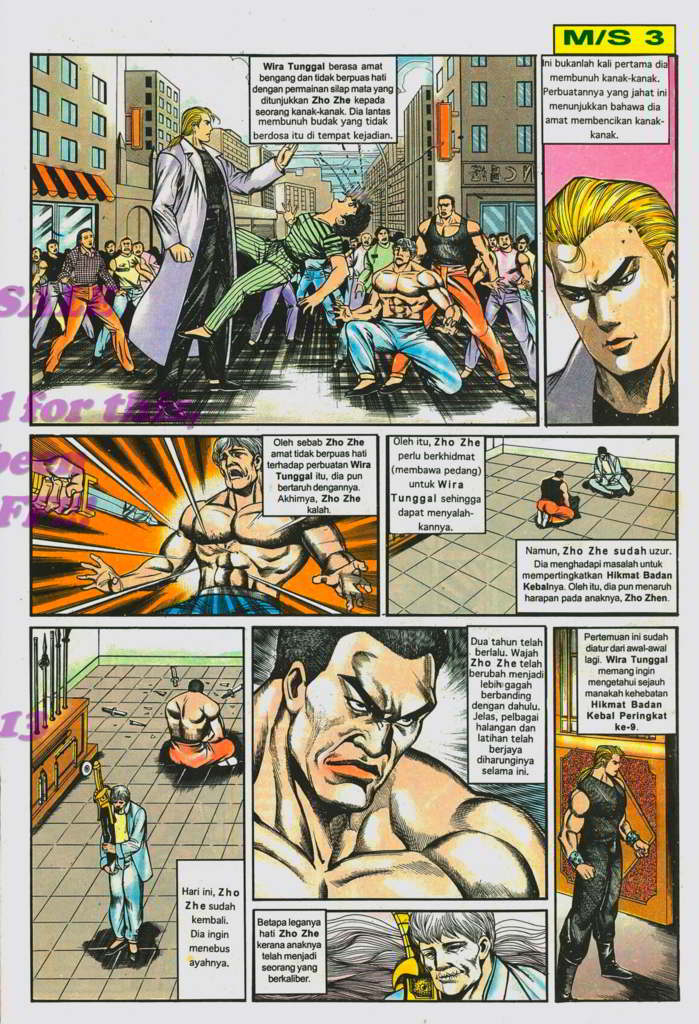 M/S 3
Wira Tunggal berasa amat
bengang dan tidak berpuas hati
dengan permainan silap mata yang
ditunjukkan Zho Zhe kepada
seorang kanak-kanak. Dia lantas
membunuh budak yang tidak
berdosa itu di tempat kejadian.
Ini bukanlah kali pertama dia
membunuh kanak-kanak.
Perbuatannya yang jahat ini
menunjukkan bahawa dia
amat membencikan kanak-
kanak.
SALE
d for this,
been
Oleh sebab Zho Zhe
amat tidak berpuas hati
terhadap perbuatan Wira
Tunggal itu, dia pun
bertaruh dengannya.
Akhirnya, Zho Zhe
kalah.
Oleh itu, Zho Zhe
perlu berkhidmat
(membawa pedang)
untuk Wira
Tunggal sehingga
dapat menyalah-
kannya.
Namun, Zho Zhe sudah uzur.
Dia menghadapi masalah untuk
mempertingkatkan Hikmat Badan
Kebalnya. Oleh itu, dia pun menaruh
harapan pada anaknya, Zho Zhen.
13
Hari ini, Zho
Zhe sudah
kembali.
Dia ingin
menebus
ayahnya.
Dua tahun telah
berlalu. Wajah
Zho Zhe telah
berubah menjadi
lebih gagah
berbanding
dengan dahulu.
Jelas, pelbagai
halangan dan
latihan telah
berjaya
diharunginya
selama ini.
Betapa leganya
hati Zho Zhe
kerana anaknya
telah menjadi
seorang yang
berkaliber.
Pertemuan ini sudah
diatur dari awal-awal
lagi. Wira Tunggal
memang ingin
mengetahui sejauh
manakah kehebatan
Hikmat Badan
Kebal Peringkat
ke-9.